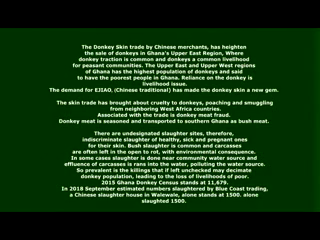 The Donkey Skin trade by Chinese merchants, has heighten
the sale of donkeys in Ghana's Upper East Region, Where
donkey traction is common and donkeys a common livelihood
for peasant communities. The Upper East and Upper West regions
of Ghana has the highest population of donkeys and said
to have the poorest people in Ghana. Reliance on the donkey is
livelihood issue.
The demand for EJIAO, (Chinese traditional) has made the donkey skin a new gem.
The skin trade has brought about cruelty to donkeys, poaching and smuggling
from neighboring West Africa countries.
Associated with the trade is donkey meat fraud.
Donkey meat is seasoned and transported to southern Ghana as bush meat.
There are undesignated slaughter sites, therefore,
indiscriminate slaughter of healthy, sick and pregnant ones
for their skin. Bush slaughter is common and carcasses
are often left in the open to rot, with environmental consequence.
In some cases slaughter is done near community water source and
effluence of carcasses is rans into the water, poluting the water source.
So prevalent is the killings that if left unchecked may decimate
donkey population, leading to the loss of livelihoods of poor.
2015 Ghana Donkey Census stands at 11,679.
In 2018 September estimated numbers slaughtered by Blue Coast trading,
a Chinese slaughter house in Walewale, alone stands at 1500. alone
slaugthed 1500.